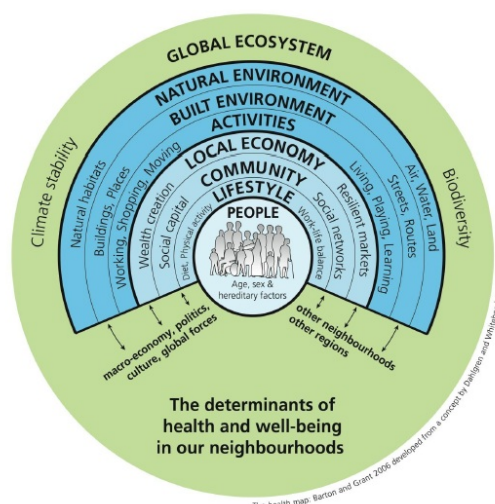 GLOBAL ECOSYSTEM
Climate stability
Biodiversity
NATURAL ENVIRONMENT
Natural habitats
Air, Water, Land
BUILT ENVIRONMENT
Buildings, Places
Streets, Routes
ACTIVITIES
Working, Shopping, Moving
Living, Playing, Learning
LOCAL ECONOMY
Wealth creation
Resilient markets
COMMUNITY
Social capital
Social networks
LIFESTYLE
Diet, Physical activity
Work-life balance
PEOPLE
Age, sex &
hereditary factors
macro-economy, politics,
culture, global forces
other neighbourhoods
other regions
The determinants of
health and well-being
in our neighbourhoods
The health map: Barton and Grant 2006 developed from a concept by Dahlgren and